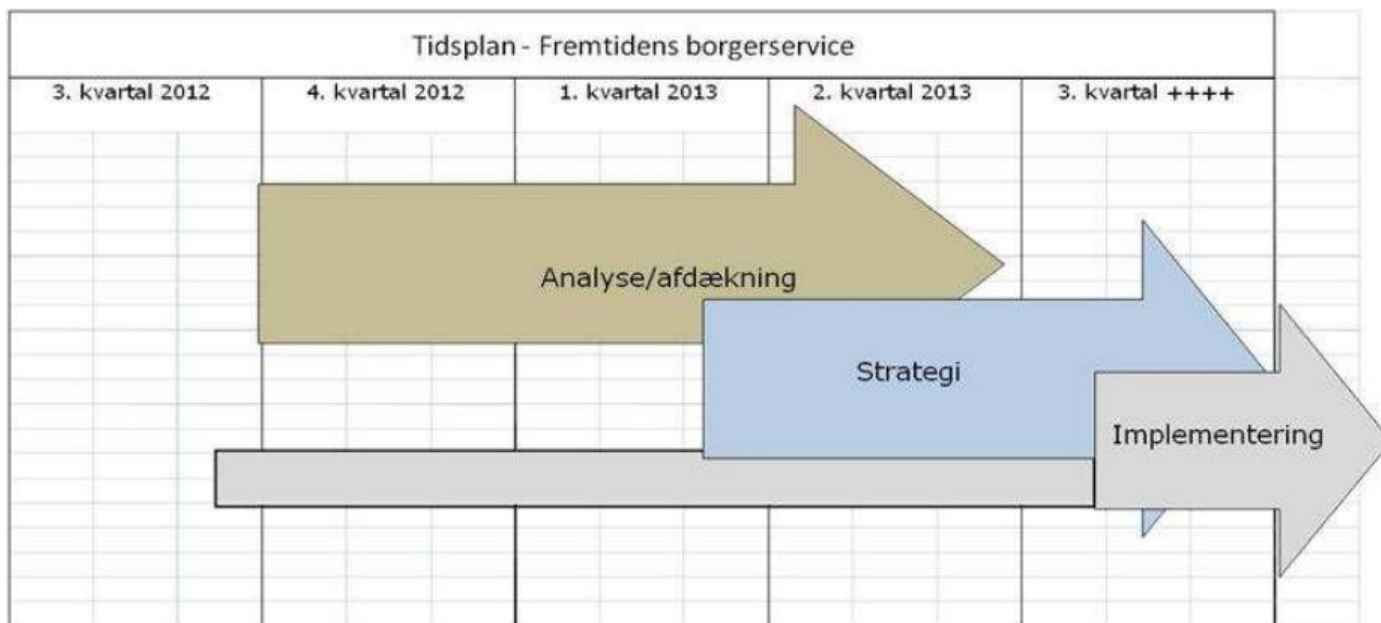 Tidsplan - Fremtidens borgerservice
3. kvartal 2012
4. kvartal 2012
1. kvartal 2013
2. kvartal 2013
3. kvartal ++++
Analyse/afdækning
Strategi
Implementering